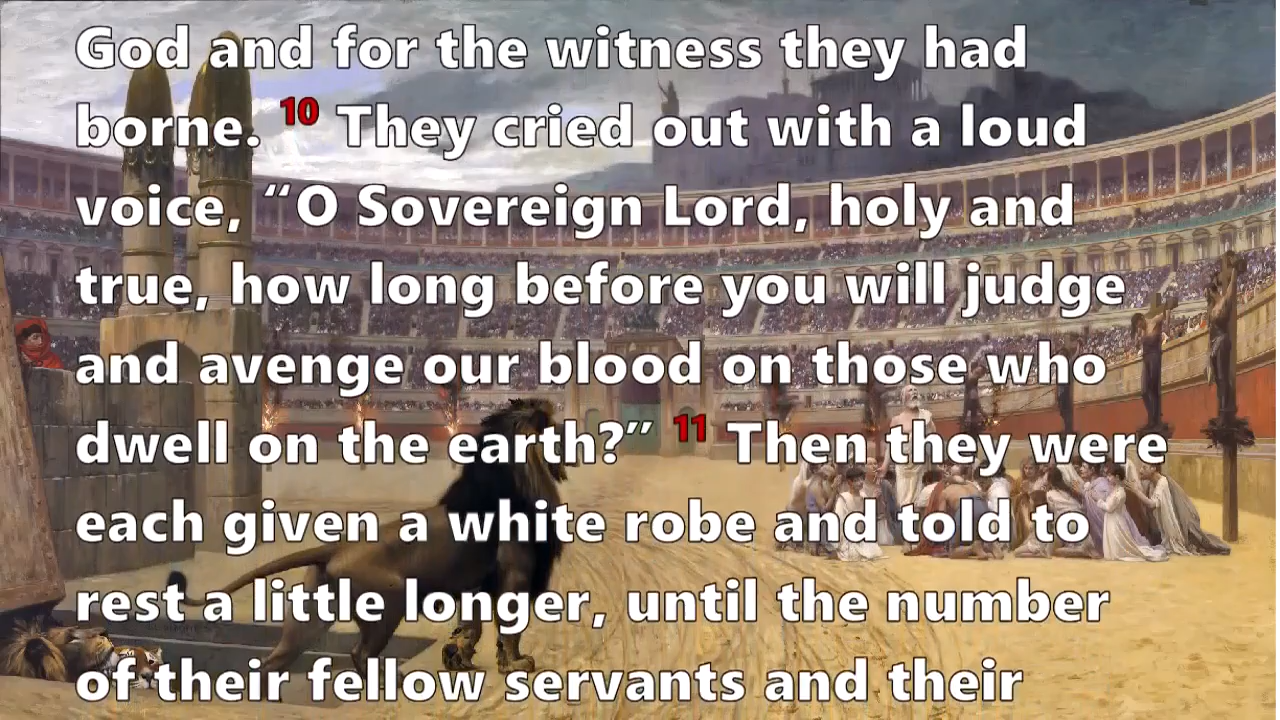 God and for the witness they had
borne. 10 They cried out with a loud
voice, “O Sovereign Lord, holy and
true, how long before you will judge
and avenge our blood on those who
dwell on the earth?” 11 Then they were
each given a white robe and told to
rest a little longer, until the number
of their fellow servants and their